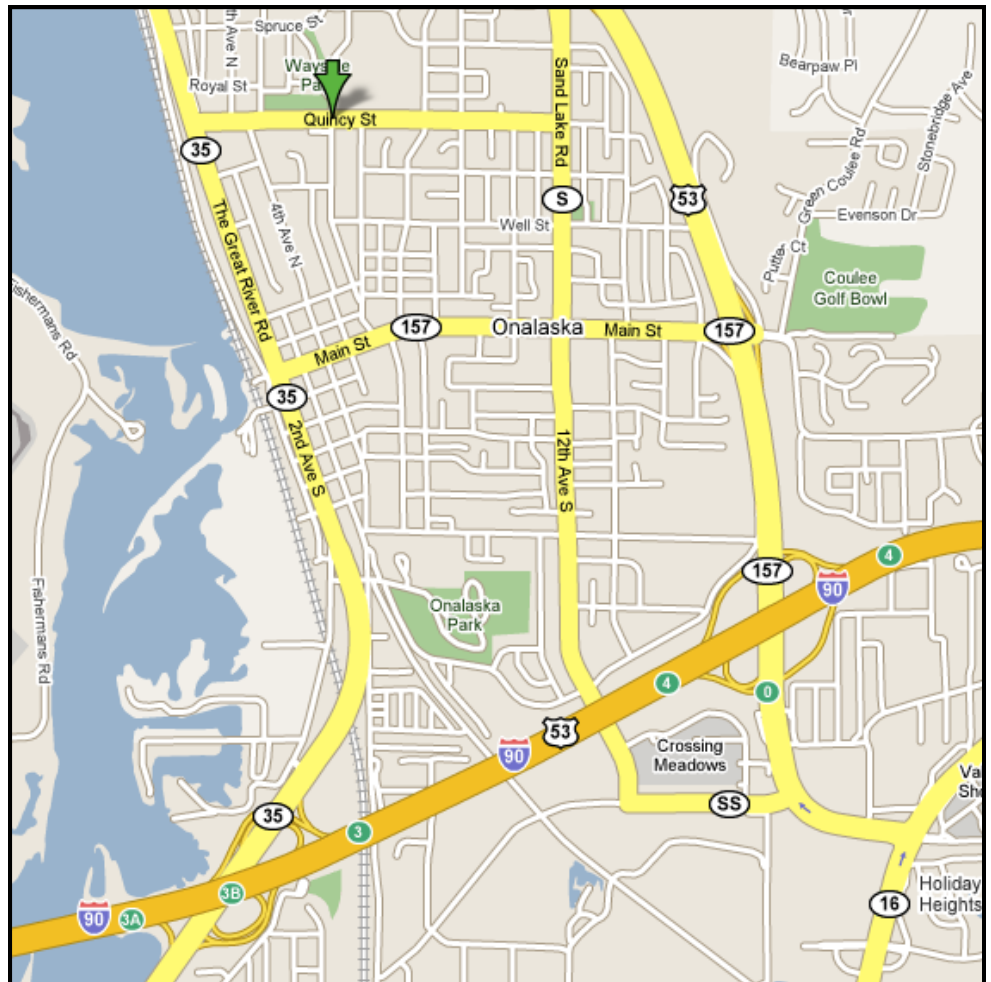 Spruce St
4th Ave N
Royal St
Quincy St
35
Sand Lake Rd
S
53
Well St
Bearpaw Pl
Stonebridge Ave
Green Coulee Rd
Evenson Dr
Putter Ct
Coulee
Golf Bowl
The Great River Rd
4th Ave N
Fishermans Rd
Main St
157
Onalaska
Main St
157
35
2nd Ave S
12th Ave S
157
4
90
Onalaska
Park
Fishermans Rd
4
0
53
90
Crossing
Meadows
SS
35
3
3B
90
3A
16
Holiday
Heights